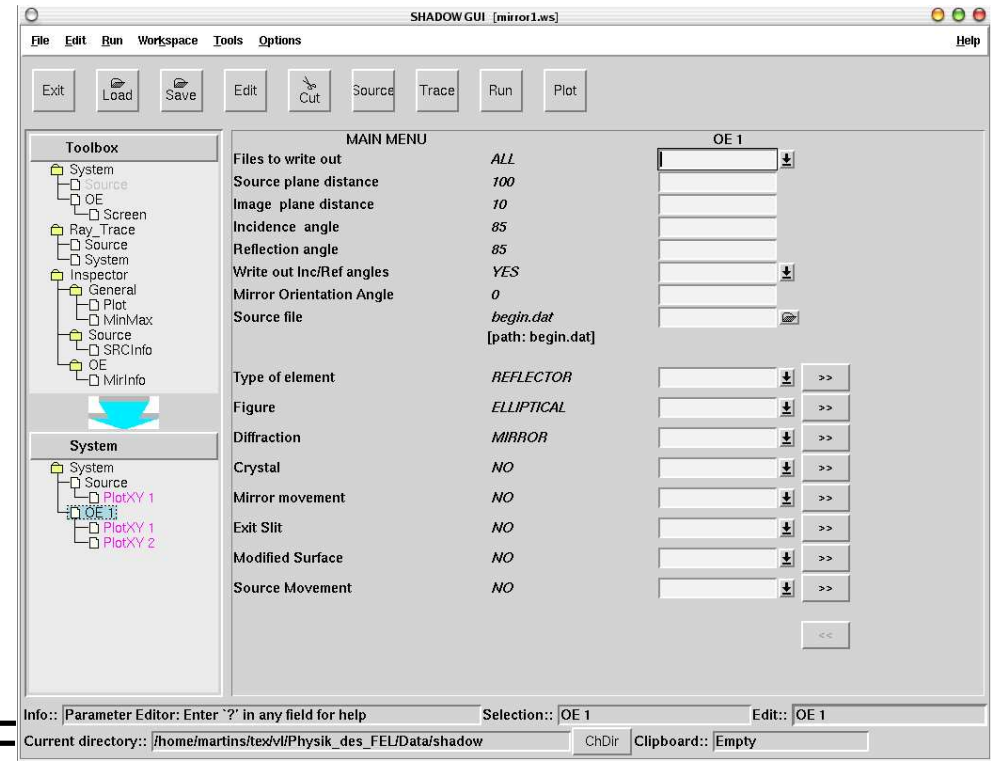 SHADOW GUI [mirror1.ws]
File Edit Run Workspace Tools Options Help
Exit Load Save Edit Cut Source Trace Run Plot
Toolbox
System
Source
OE
Screen
Ray_Trace
Source
System
Inspector
General
Plot
MinMax
Source
SRCInfo
OE
MirInfo
System
System
Source
PlotXY 1
OE 1
PlotXY 1
PlotXY 2
MAIN MENU OE 1
Files to write out ALL
Source plane distance 100
Image plane distance 10
Incidence angle 85
Reflection angle 85
Write out Inc/Ref angles YES
Mirror Orientation Angle 0
Source file begin.dat
[path: begin.dat]
Type of element REFLECTOR >>
Figure ELLIPTICAL >>
Diffraction MIRROR >>
Crystal NO >>
Mirror movement NO >>
Exit Slit NO >>
Modified Surface NO >>
Source Movement NO >>
<<
Info:: Parameter Editor: Enter `?' in any field for help Selection:: OE 1 Edit:: OE 1
Current directory:: /home/martins/tex/vl/Physik_des_FEL/Data/shadow ChDir Clipboard:: Empty